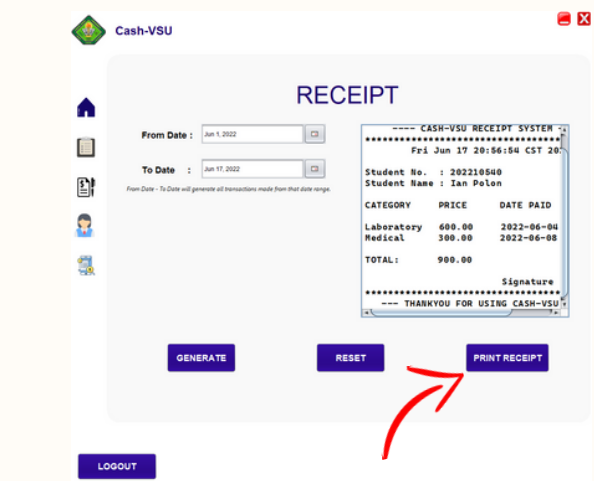 Cash-VSU
RECEIPT
From Date :
Jun 1, 2022
To Date :
Jun 17, 2022
From Date - To Date will generate all transactions made from that date range.
---- CASH-VSU RECEIPT SYSTEM -
Fri Jun 17 20:56:54 CST 20
Student No. : 202210540
Student Name : Ian Polon
CATEGORY PRICE DATE PAID
Laboratory 600.00 2022-06-04
Medical 300.00 2022-06-08
TOTAL: 900.00
Signature
--- THANKYOU FOR USING CASH-VSU
GENERATE
RESET
PRINT RECEIPT
LOGOUT